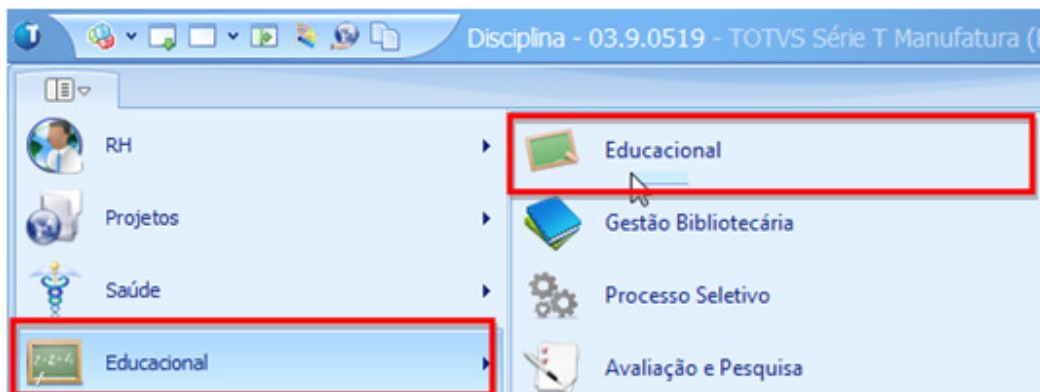 Disciplina - 03.9.0519 - TOTVS Série T Manufatura (
RH
Projetos
Saúde
Educacional
Educacional
Gestão Bibliotecária
Processo Seletivo
Avaliação e Pesquisa